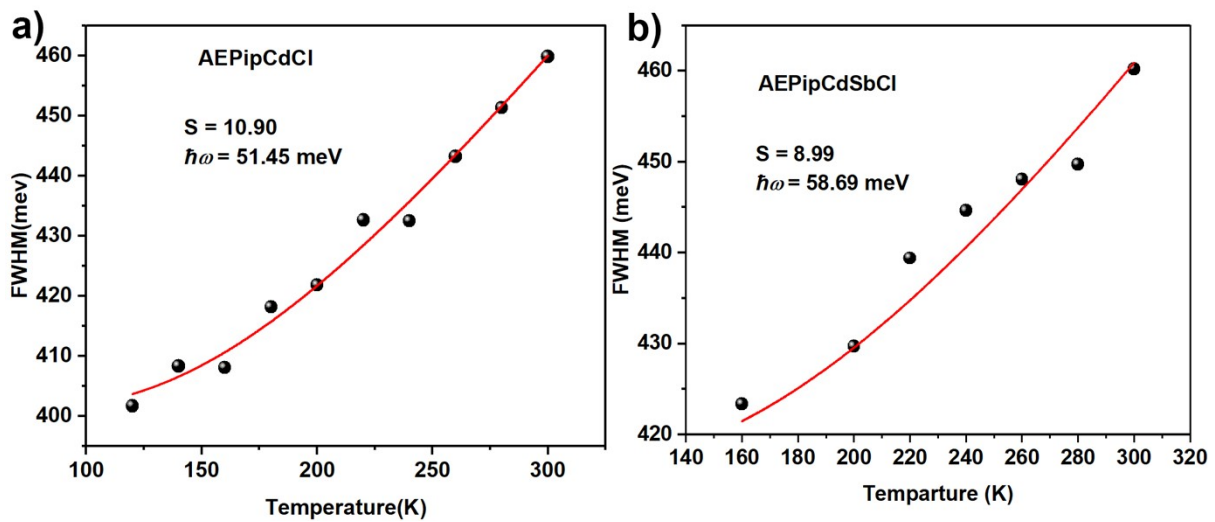 a)
AEPipCdCl
S = 10.90
ħω = 51.45 meV
FWHM(mev)
460
450
440
430
420
410
400
100 150 200 250 300
Temperature(K)
b)
AEPipCdSbCl
S = 8.99
ħω = 58.69 meV
FWHM (meV)
460
450
440
430
420
140 160 180 200 220 240 260 280 300 320
Temparture (K)